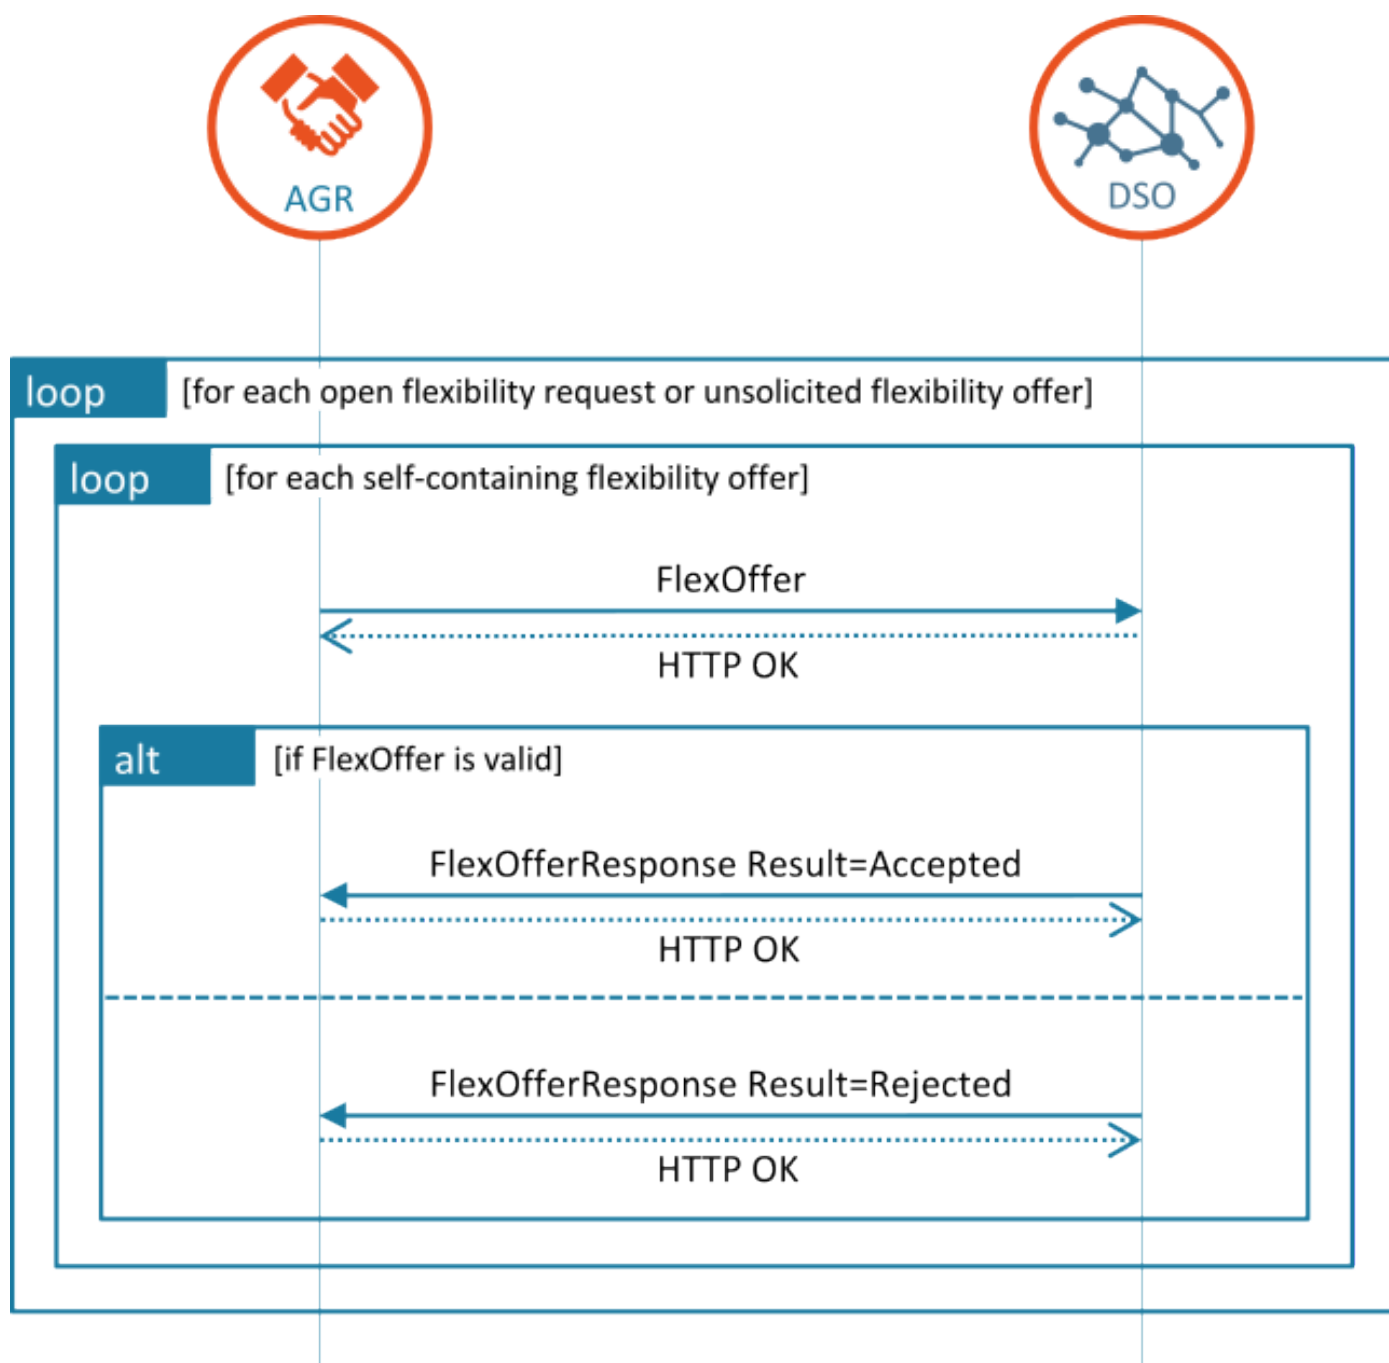 AGR
DSO
loop [for each open flexibility request or unsolicited flexibility offer]
loop [for each self-containing flexibility offer]
FlexOffer
HTTP OK
alt [if FlexOffer is valid]
FlexOfferResponse Result=Accepted
HTTP OK
FlexOfferResponse Result=Rejected
HTTP OK